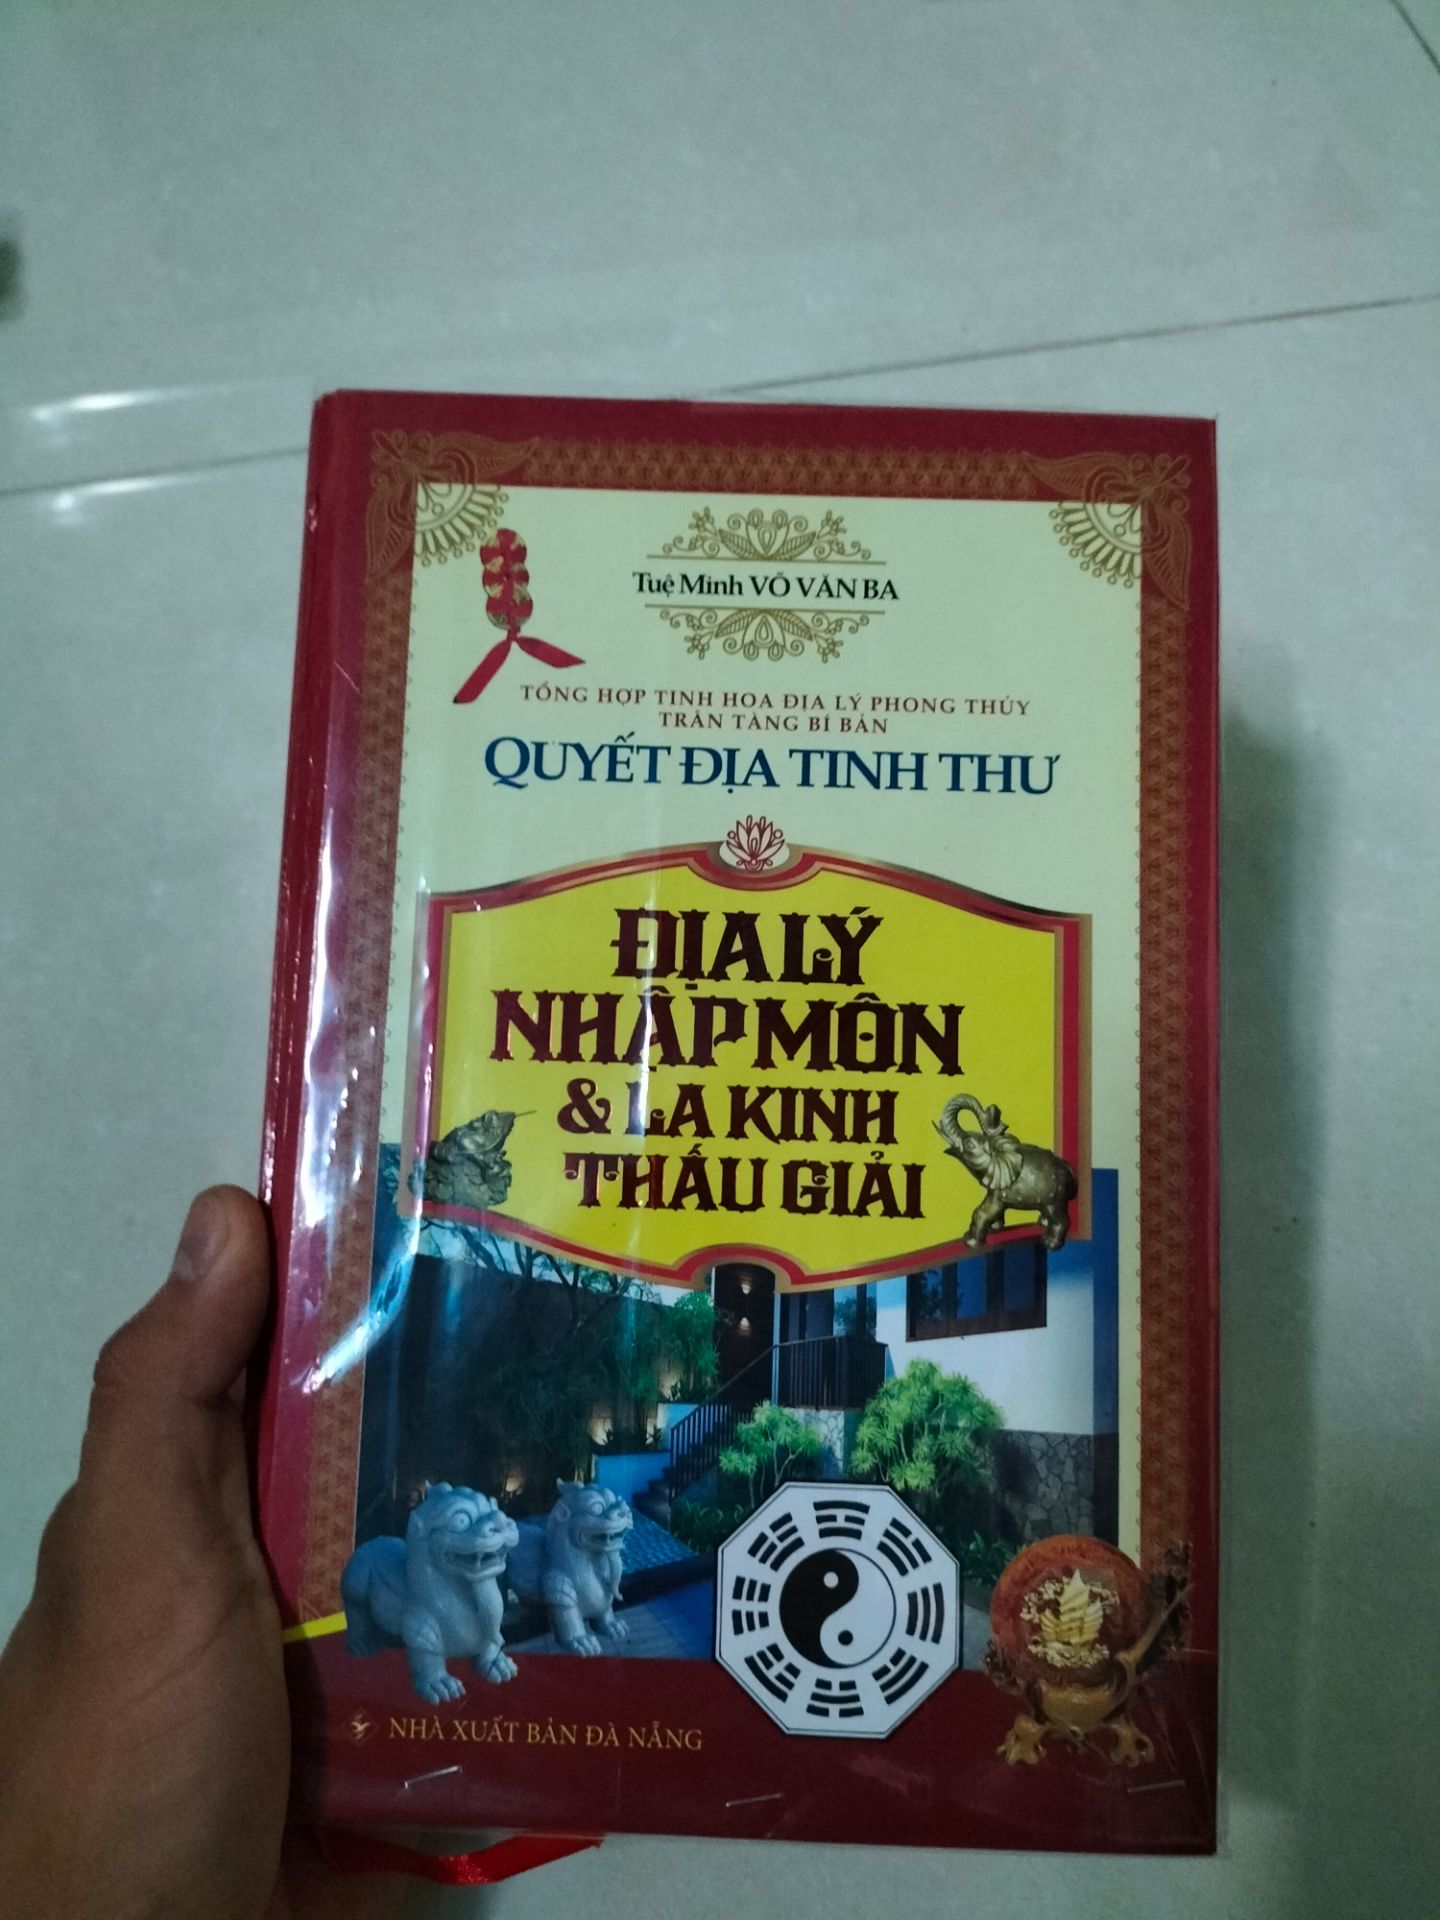 Tuệ Minh VÕ VĂN BA
TỔNG HỢP TINH HOA ĐỊA LÝ PHONG THỦY
TRÂN TÀNG BÍ BẢN
QUYẾT ĐỊA TINH THƯ
ĐỊA LÝ
NHẬP MÔN
& LA KINH
THẤU GIẢI
NHÀ XUẤT BẢN ĐÀ NẴNG